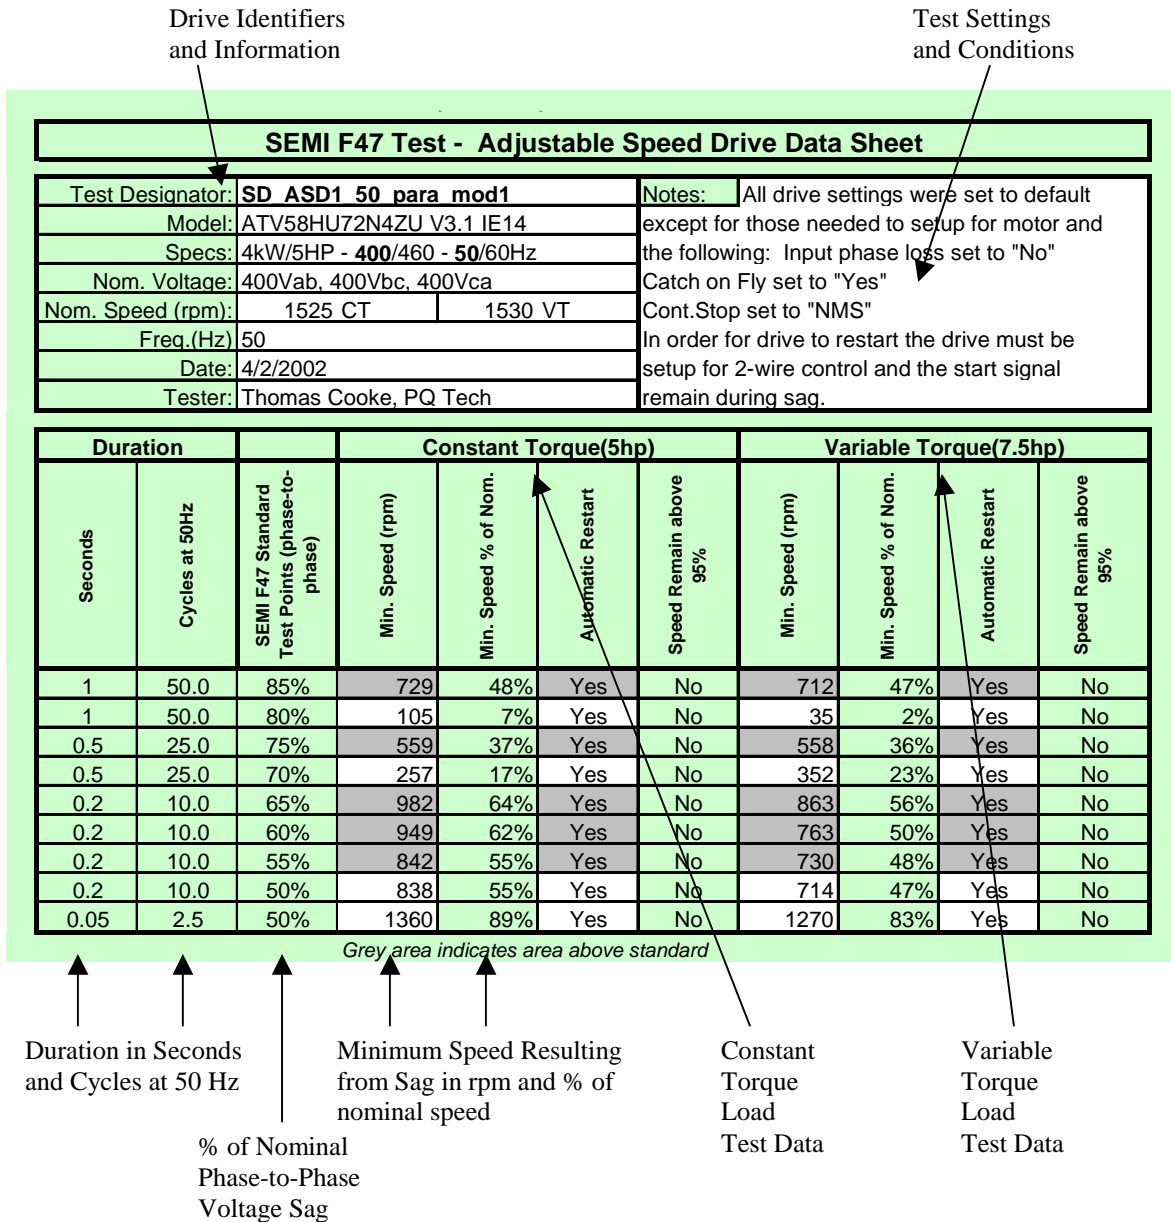 Drive Identifiers
and Information
Test Settings
and Conditions
SEMI F47 Test - Adjustable Speed Drive Data Sheet
Test Designator: SD_ASD1_50_para_mod1
Model: ATV58HU72N4ZU V3.1 IE14
Specs: 4kW/5HP - 400/460 - 50/60Hz
Nom. Voltage: 400Vab, 400Vbc, 400Vca
Nom. Speed (rpm): 1525 CT 1530 VT
Freq.(Hz) 50
Date: 4/2/2002
Tester: Thomas Cooke, PQ Tech
Notes: All drive settings were set to default
except for those needed to setup for motor and
the following: Input phase loss set to "No"
Catch on Fly set to "Yes"
Cont.Stop set to "NMS"
In order for drive to restart the drive must be
setup for 2-wire control and the start signal
remain during sag.
Duration Constant Torque(5hp) Variable Torque(7.5hp)
Seconds
Cycles at 50Hz
SEMI F47 Standard
Test Points (phase-to-
phase)
Min. Speed (rpm)
Min. Speed % of Nom.
Automatic Restart
Speed Remain above
95%
Min. Speed (rpm)
Min. Speed % of Nom.
Automatic Restart
Speed Remain above
95%
1 50.0 85% 729 48% Yes No 712 47% Yes No
1 50.0 80% 105 7% Yes No 35 2% Yes No
0.5 25.0 75% 559 37% Yes No 558 36% Yes No
0.5 25.0 70% 257 17% Yes No 352 23% Yes No
0.2 10.0 65% 982 64% Yes No 863 56% Yes No
0.2 10.0 60% 949 62% Yes No 763 50% Yes No
0.2 10.0 55% 842 55% Yes No 730 48% Yes No
0.2 10.0 50% 838 55% Yes No 714 47% Yes No
0.05 2.5 50% 1360 89% Yes No 1270 83% Yes No
Grey area indicates area above standard
Duration in Seconds
and Cycles at 50 Hz
% of Nominal
Phase-to-Phase
Voltage Sag
Minimum Speed Resulting
from Sag in rpm and % of
nominal speed
Constant
Torque
Load
Test Data
Variable
Torque
Load
Test Data